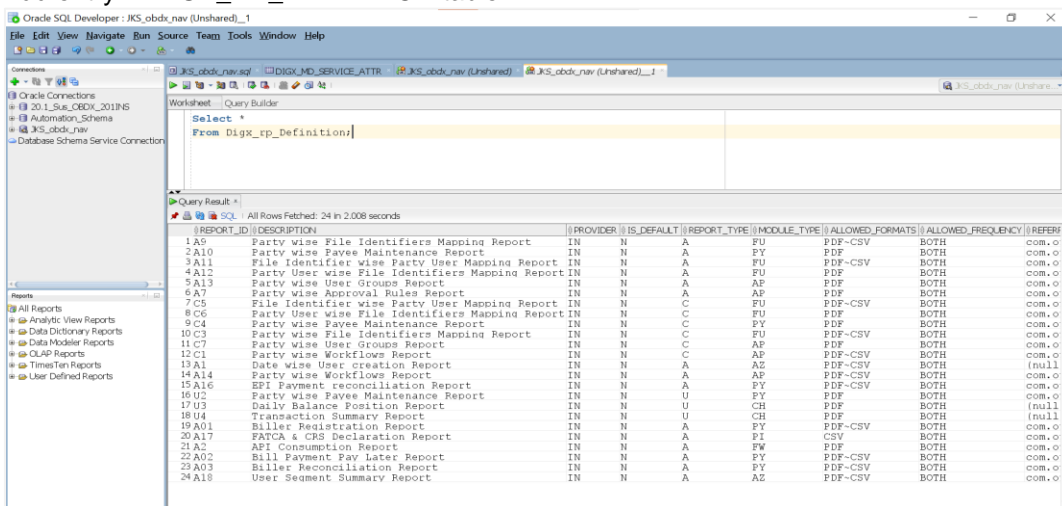 Oracle SQL Developer : JKS_obdx_nav (Unshared)__1
File Edit View Navigate Run Source Team Tools Window Help
Connections
Oracle Connections
20.1_Sus_OBDX_201INS
Automation_Schema
JKS_obdx_nav
Database Schema Service Connection
JKS_obdx_nav.sql DIGX_MD_SERVICE_ATTR JKS_obdx_nav (Unshared) JKS_obdx_nav (Unshared)__1
JKS_obdx_nav (Unshare...
Worksheet Query Builder
Select *
From Digx_rp_Definition;
Query Result
SQL | All Rows Fetched: 24 in 2.008 seconds
REPORT_ID DESCRIPTION PROVIDER IS_DEFAULT REPORT_TYPE MODULE_TYPE ALLOWED_FORMATS ALLOWED_FREQUENCY REFERF
1 A9 Party wise File Identifiers Mapping Report IN N A FU PDF~CSV BOTH com.o
2 A10 Party wise Payee Maintenance Report IN N A PY PDF BOTH com.o
3 A11 File Identifier wise Party User Mapping Report IN N A FU PDF~CSV BOTH com.o
4 A12 Party User wise File Identifiers Mapping Report IN N A FU PDF BOTH com.o
5 A13 Party wise User Groups Report IN N A AP PDF BOTH com.o
6 A7 Party wise Approval Rules Report IN N A AP PDF BOTH com.o
7 C5 File Identifier wise Party User Mapping Report IN N C FU PDF~CSV BOTH com.o
8 C6 Party User wise File Identifiers Mapping Report IN N C FU PDF BOTH com.o
9 C4 Party wise Payee Maintenance Report IN N C PY PDF BOTH com.o
10 C3 Party wise File Identifiers Mapping Report IN N C FU PDF~CSV BOTH com.o
11 C7 Party wise User Groups Report IN N C AP PDF BOTH com.o
12 C1 Party wise Workflows Report IN N C AP PDF~CSV BOTH com.o
13 A1 Date wise User creation Report IN N A AZ PDF~CSV BOTH (null
14 A14 Party wise Workflows Report IN N A AP PDF~CSV BOTH com.o
15 A16 EPI Payment reconciliation Report IN N A PY PDF~CSV BOTH com.o
16 U2 Party wise Payee Maintenance Report IN N U PY PDF BOTH com.o
17 U3 Daily Balance Position Report IN N U CH PDF BOTH (null
18 U4 Transaction Summary Report IN N U CH PDF BOTH (null
19 A01 Biller Registration Report IN N A PY PDF~CSV BOTH com.o
20 A17 FATCA & CRS Declaration Report IN N A PI CSV BOTH com.o
21 A2 API Consumption Report IN N A FW PDF BOTH com.o
22 A02 Bill Payment Pay Later Report IN N A PY PDF~CSV BOTH com.o
23 A03 Biller Reconciliation Report IN N A PY PDF~CSV BOTH com.o
24 A18 User Segment Summary Report IN N A AZ PDF~CSV BOTH com.o
Reports
All Reports
Analytic View Reports
Data Dictionary Reports
Data Modeler Reports
OLAP Reports
TimesTen Reports
User Defined Reports